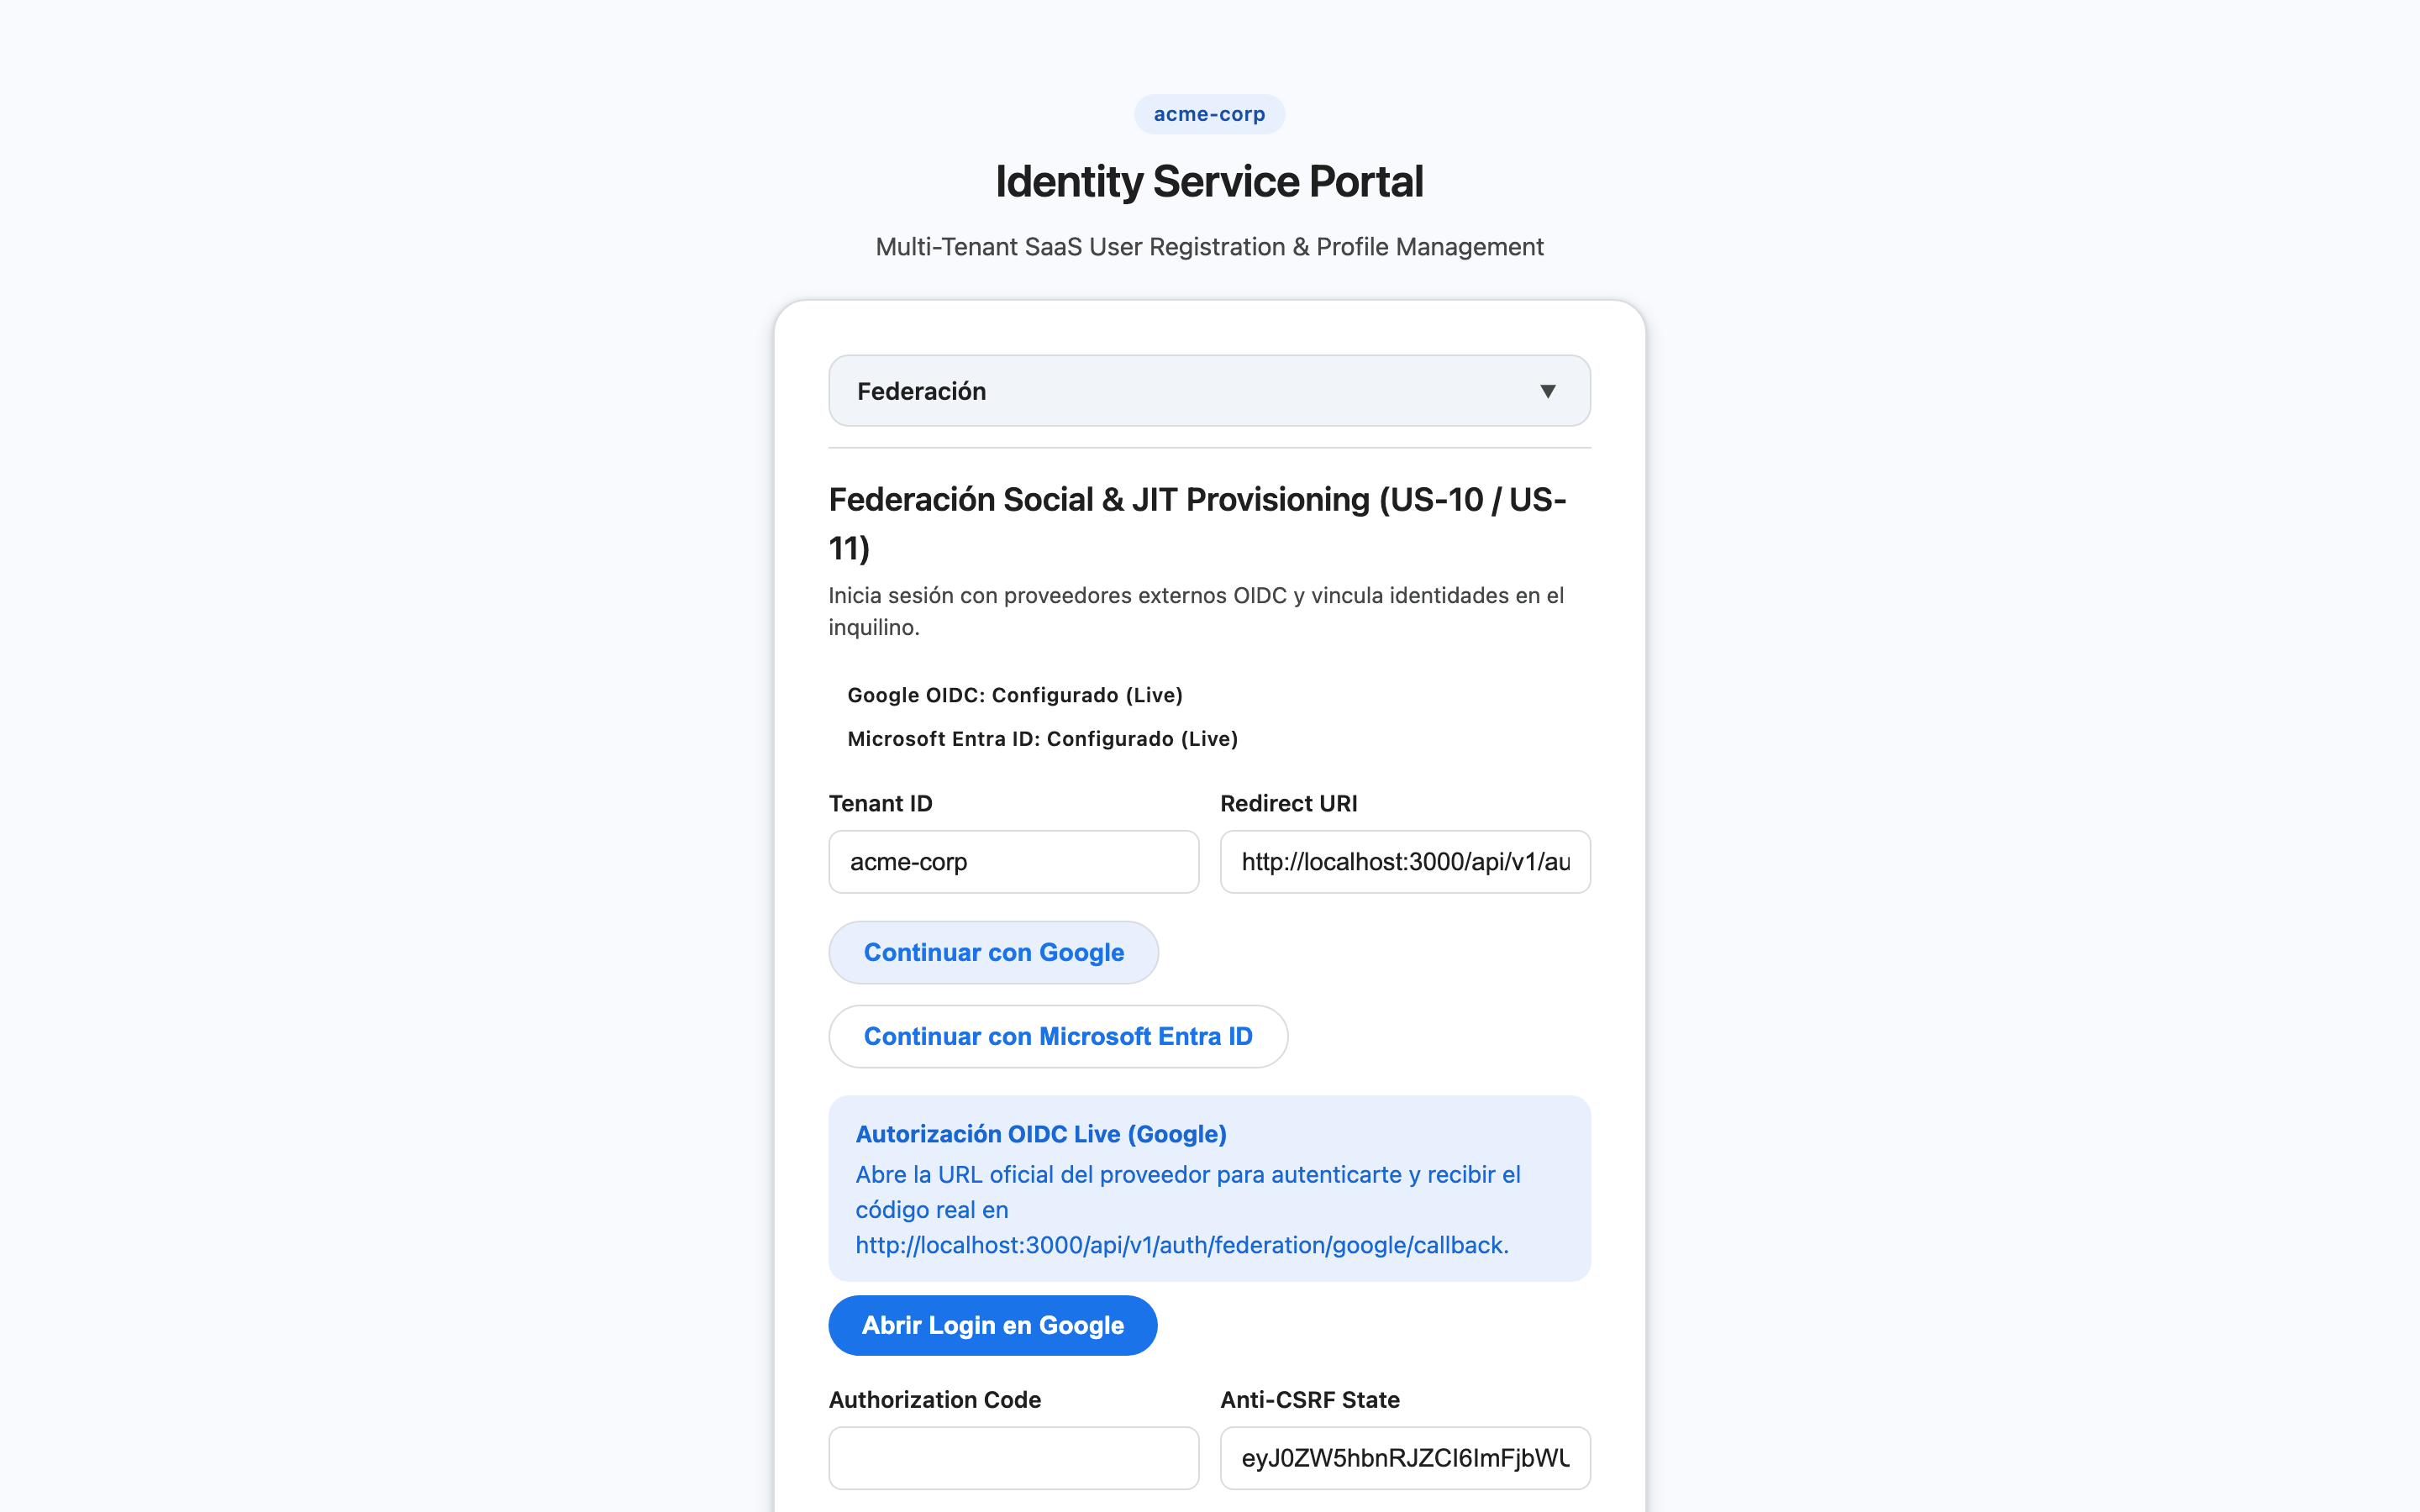 acme-corp
Identity Service Portal
Multi-Tenant SaaS User Registration & Profile Management
Federación
Federación Social & JIT Provisioning (US-10 / US-
11)
Inicia sesión con proveedores externos OIDC y vincula identidades en el
inquilino.
Google OIDC: Configurado (Live)
Microsoft Entra ID: Configurado (Live)
Tenant ID
Redirect URI
acme-corp
http://localhost:3000/api/v1/au
Continuar con Google
Continuar con Microsoft Entra ID
Autorización OIDC Live (Google)
Abre la URL oficial del proveedor para autenticarte y recibir el
código real en
http://localhost:3000/api/v1/auth/federation/google/callback.
Abrir Login en Google
Authorization Code
Anti-CSRF State
eyJ0ZW5hbnRJZCI6ImFjbWU